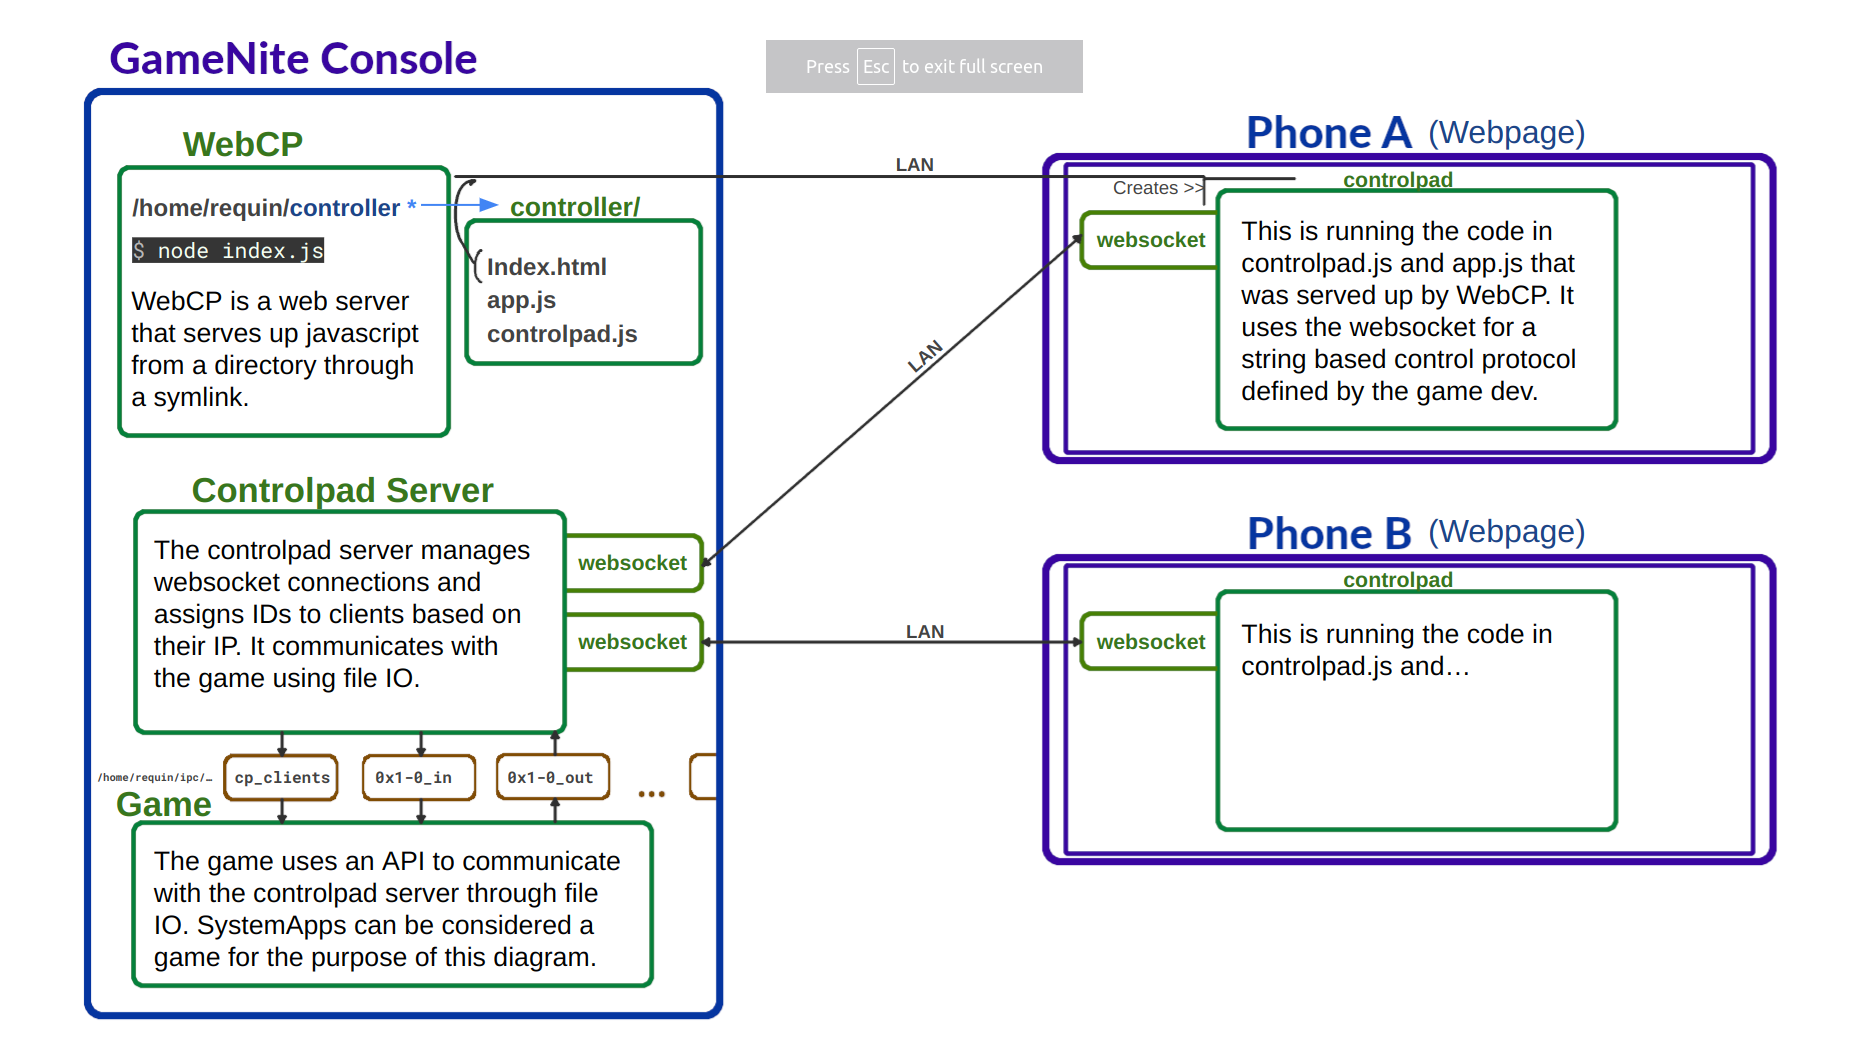 GameNite Console
Press Esc to exit full screen
WebCP
/home/requin/controller *
$ node index.js
WebCP is a web server
that serves up javascript
from a directory through
a symlink.
controller/
Index.html
app.js
controlpad.js
LAN
Phone A (Webpage)
Creates >>
controlpad
websocket
This is running the code in
controlpad.js and app.js that
was served up by WebCP. It
uses the websocket for a
string based control protocol
defined by the game dev.
LAN
Controlpad Server
The controlpad server manages
websocket connections and
assigns IDs to clients based on
their IP. It communicates with
the game using file IO.
websocket
websocket
LAN
Phone B (Webpage)
controlpad
websocket
This is running the code in
controlpad.js and…
/home/requin/ipc/…
cp_clients
0x1-0_in
0x1-0_out
...
Game
The game uses an API to communicate
with the controlpad server through file
IO. SystemApps can be considered a
game for the purpose of this diagram.